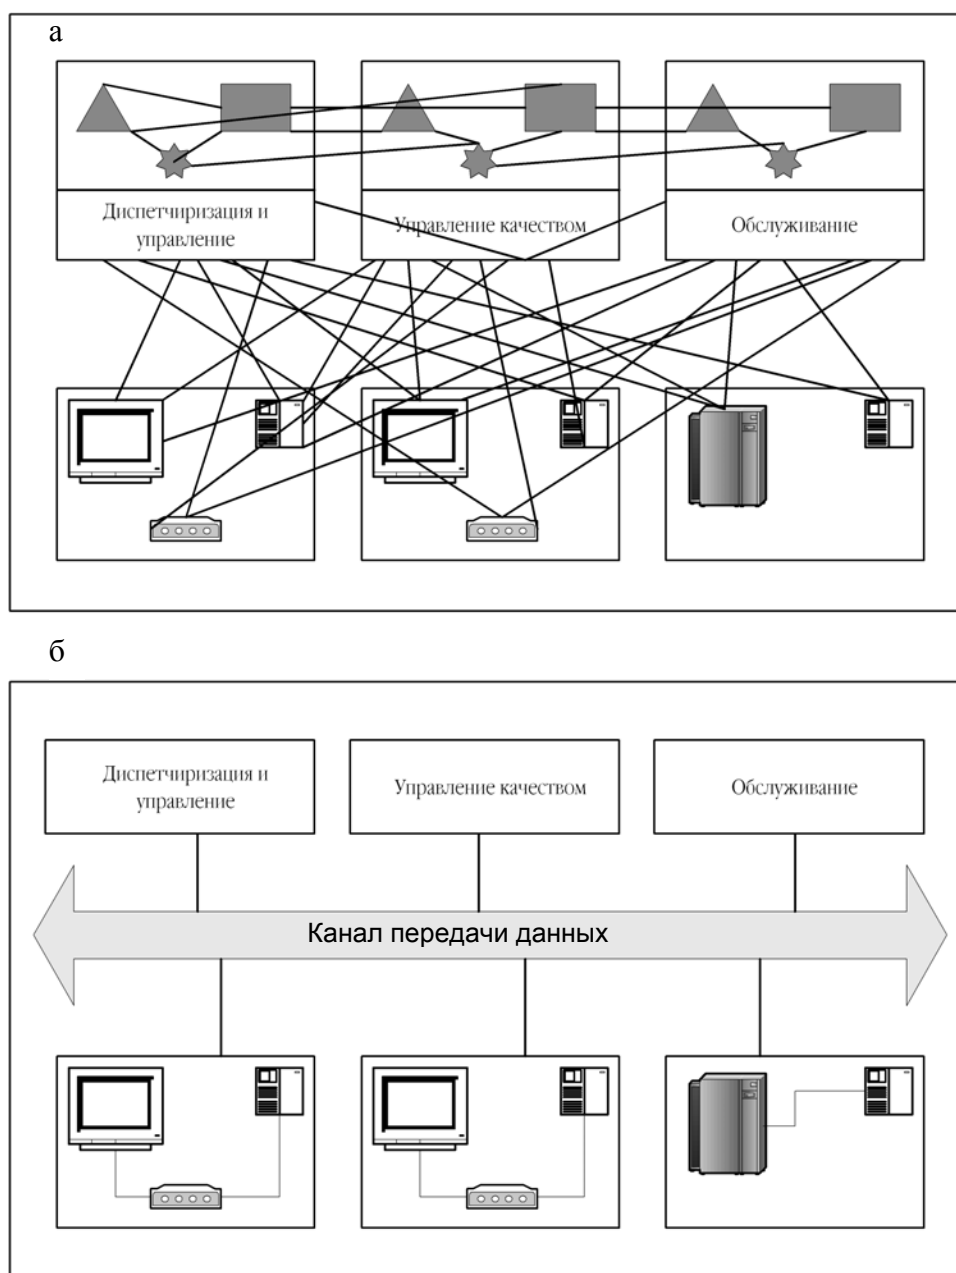 а
Диспетчиризация и
управление
Управление качеством
Обслуживание
б
Диспетчиризация и
управление
Управление качеством
Обслуживание
Канал передачи данных